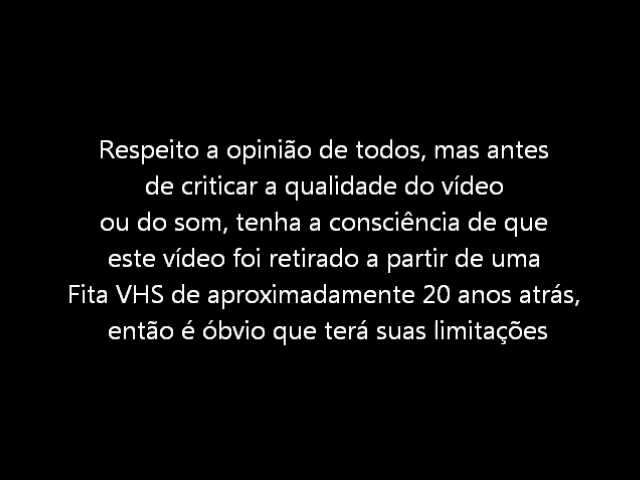 Respeito a opinião de todos, mas antes
de criticar a qualidade do vídeo
ou do som, tenha a consciência de que
este vídeo foi retirado a partir de uma
Fita VHS de aproximadamente 20 anos atrás,
então é óbvio que terá suas limitações